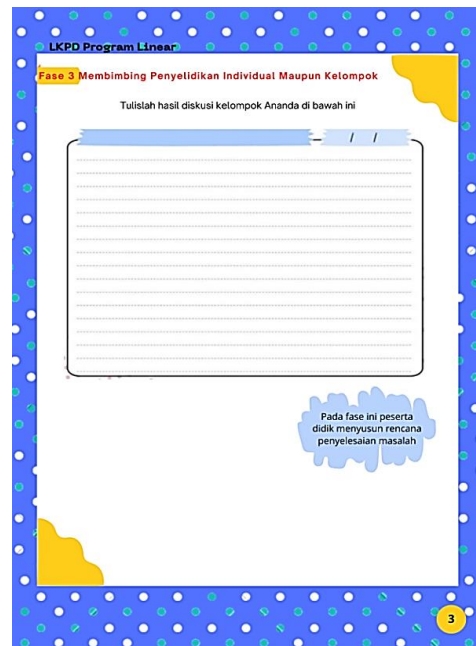 LKPD Program Linear
Fase 3 Membimbing Penyelidikan Individual Maupun Kelompok
Tulislah hasil diskusi kelompok Ananda di bawah ini
/ /
Pada fase ini peserta
didik menyusun rencana
penyelesaian masalah
3